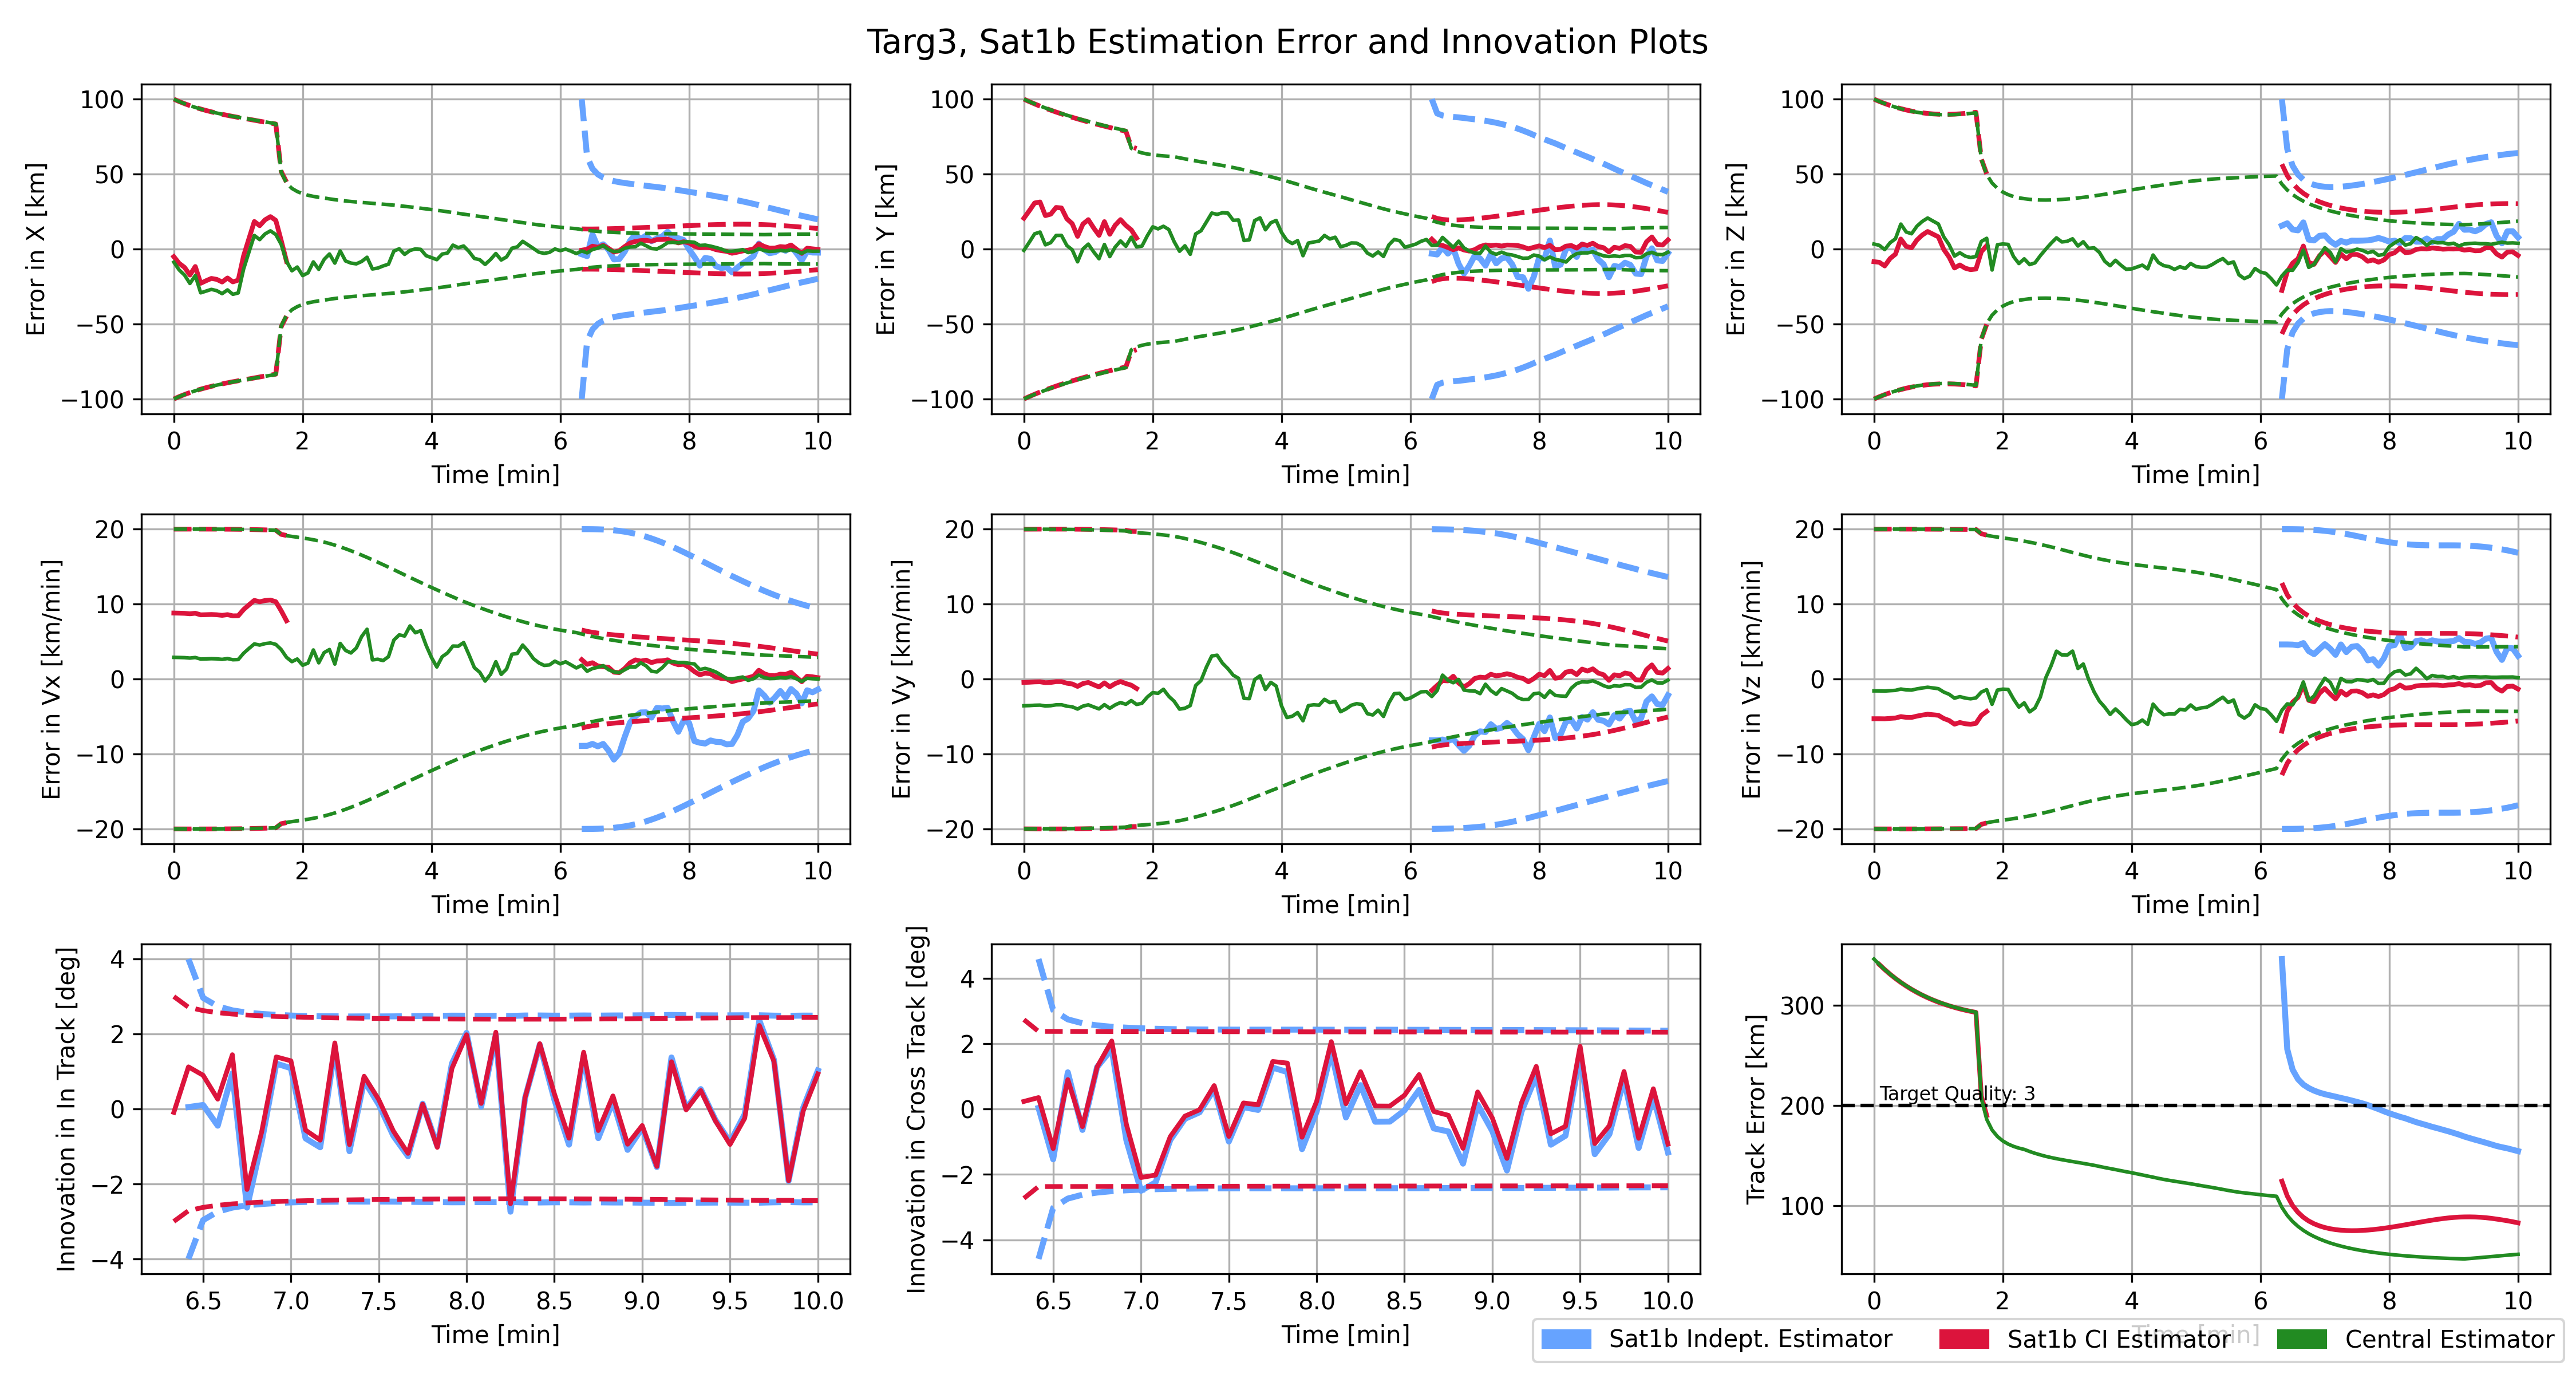 Targ3, Sat1b Estimation Error and Innovation Plots
Error in X [km]
100
50
0
−50
−100
0 2 4 6 8 10
Time [min]
Error in Y [km]
100
50
0
−50
−100
0 2 4 6 8 10
Time [min]
Error in Z [km]
100
50
0
−50
−100
0 2 4 6 8 10
Time [min]
Error in Vx [km/min]
20
10
0
−10
−20
0 2 4 6 8 10
Time [min]
Error in Vy [km/min]
20
10
0
−10
−20
0 2 4 6 8 10
Time [min]
Error in Vz [km/min]
20
10
0
−10
−20
0 2 4 6 8 10
Time [min]
Innovation in In Track [deg]
4
2
0
−2
−4
6.5 7.0 7.5 8.0 8.5 9.0 9.5 10.0
Time [min]
Innovation in Cross Track [deg]
4
2
0
−2
−4
6.5 7.0 7.5 8.0 8.5 9.0 9.5 10.0
Time [min]
Track Error [km]
300
200
100
Target Quality: 3
0 2 4 6 8 10
Time [min]
Sat1b Indept. Estimator
Sat1b CI Estimator
Central Estimator